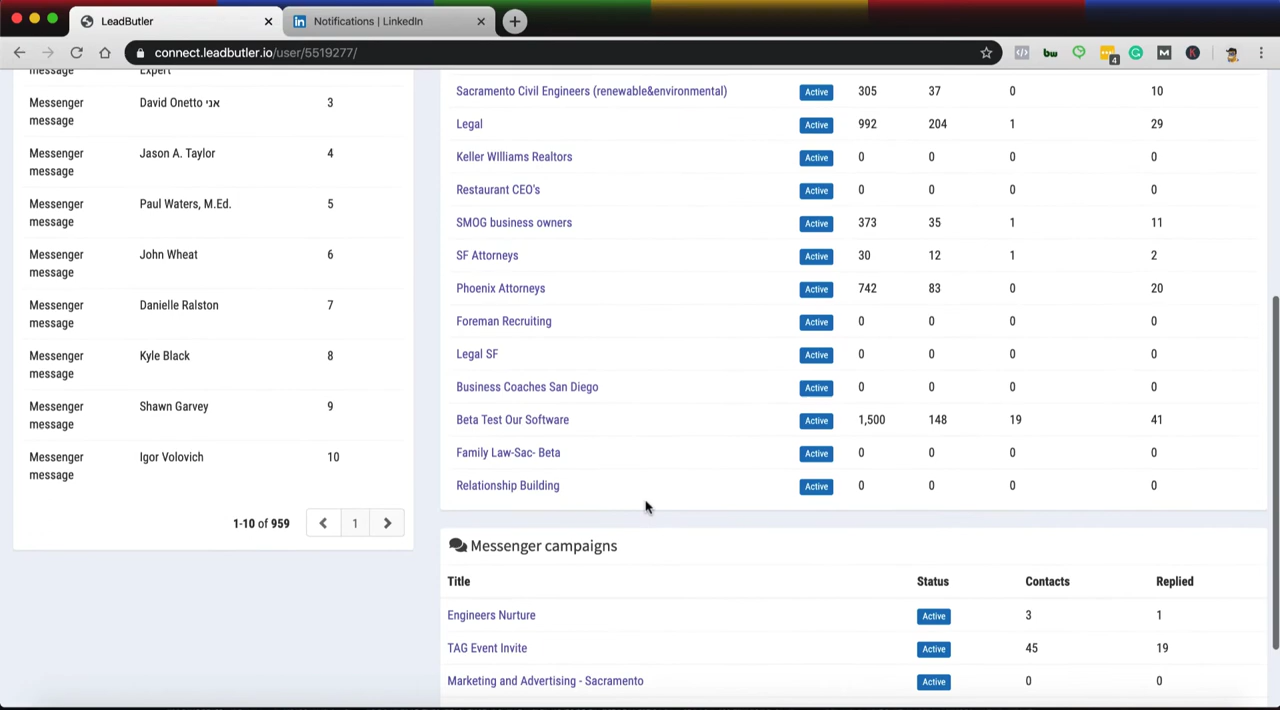 LeadButler
Notifications | LinkedIn
connect.leadbutler.io/user/5519277/
4
message Expert
Messenger message David Onetto אני 3
Messenger message Jason A. Taylor 4
Messenger message Paul Waters, M.Ed. 5
Messenger message John Wheat 6
Messenger message Danielle Ralston 7
Messenger message Kyle Black 8
Messenger message Shawn Garvey 9
Messenger message Igor Volovich 10
1-10 of 959 1
Sacramento Civil Engineers (renewable&environmental) Active 305 37 0 10
Legal Active 992 204 1 29
Keller WIlliams Realtors Active 0 0 0 0
Restaurant CEO's Active 0 0 0 0
SMOG business owners Active 373 35 1 11
SF Attorneys Active 30 12 1 2
Phoenix Attorneys Active 742 83 0 20
Foreman Recruiting Active 0 0 0 0
Legal SF Active 0 0 0 0
Business Coaches San Diego Active 0 0 0 0
Beta Test Our Software Active 1,500 148 19 41
Family Law-Sac- Beta Active 0 0 0 0
Relationship Building Active 0 0 0 0
Messenger campaigns
Title Status Contacts Replied
Engineers Nurture Active 3 1
TAG Event Invite Active 45 19
Marketing and Advertising - Sacramento Active 0 0